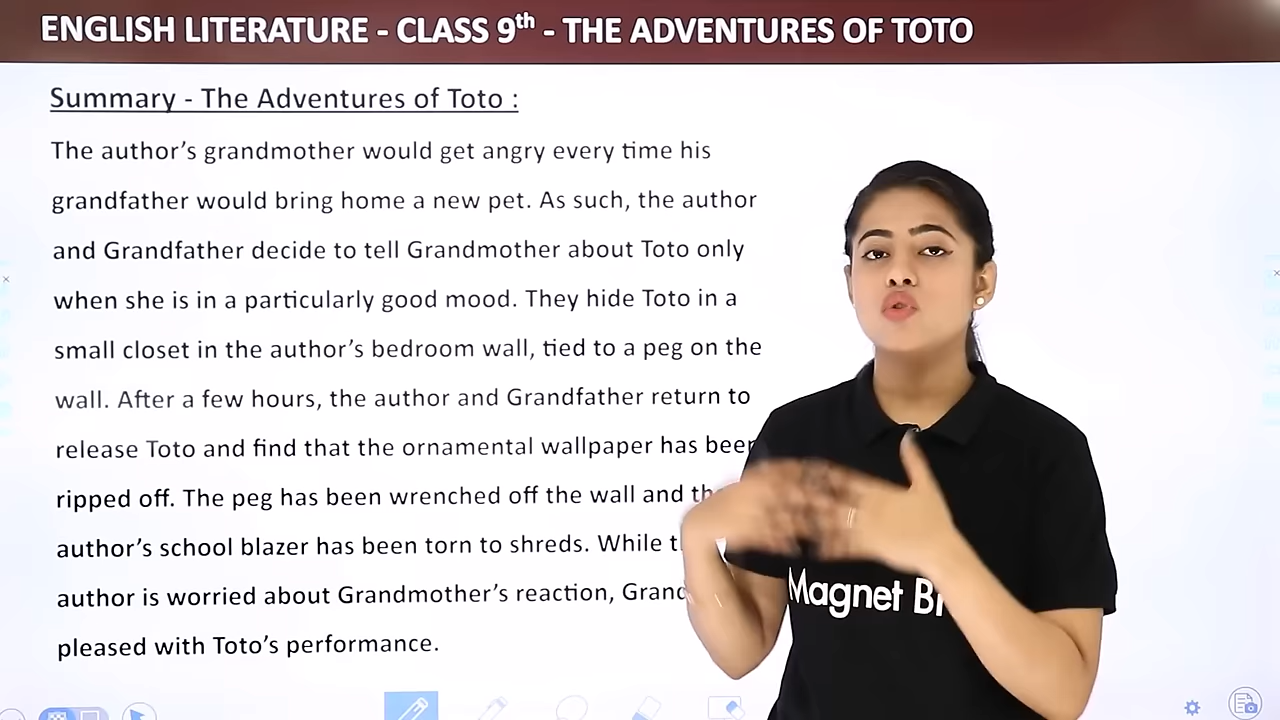 ENGLISH LITERATURE - CLASS 9th - THE ADVENTURES OF TOTO
Summary - The Adventures of Toto :
The author's grandmother would get angry every time his
grandfather would bring home a new pet. As such, the author
and Grandfather decide to tell Grandmother about Toto only
when she is in a particularly good mood. They hide Toto in a
small closet in the author's bedroom wall, tied to a peg on the
wall. After a few hours, the author and Grandfather return to
release Toto and find that the ornamental wallpaper has been
ripped off. The peg has been wrenched off the wall and
author's school blazer has been torn to shreds. While
author is worried about Grandmother's reaction,
pleased with Toto's performance.
Magnet